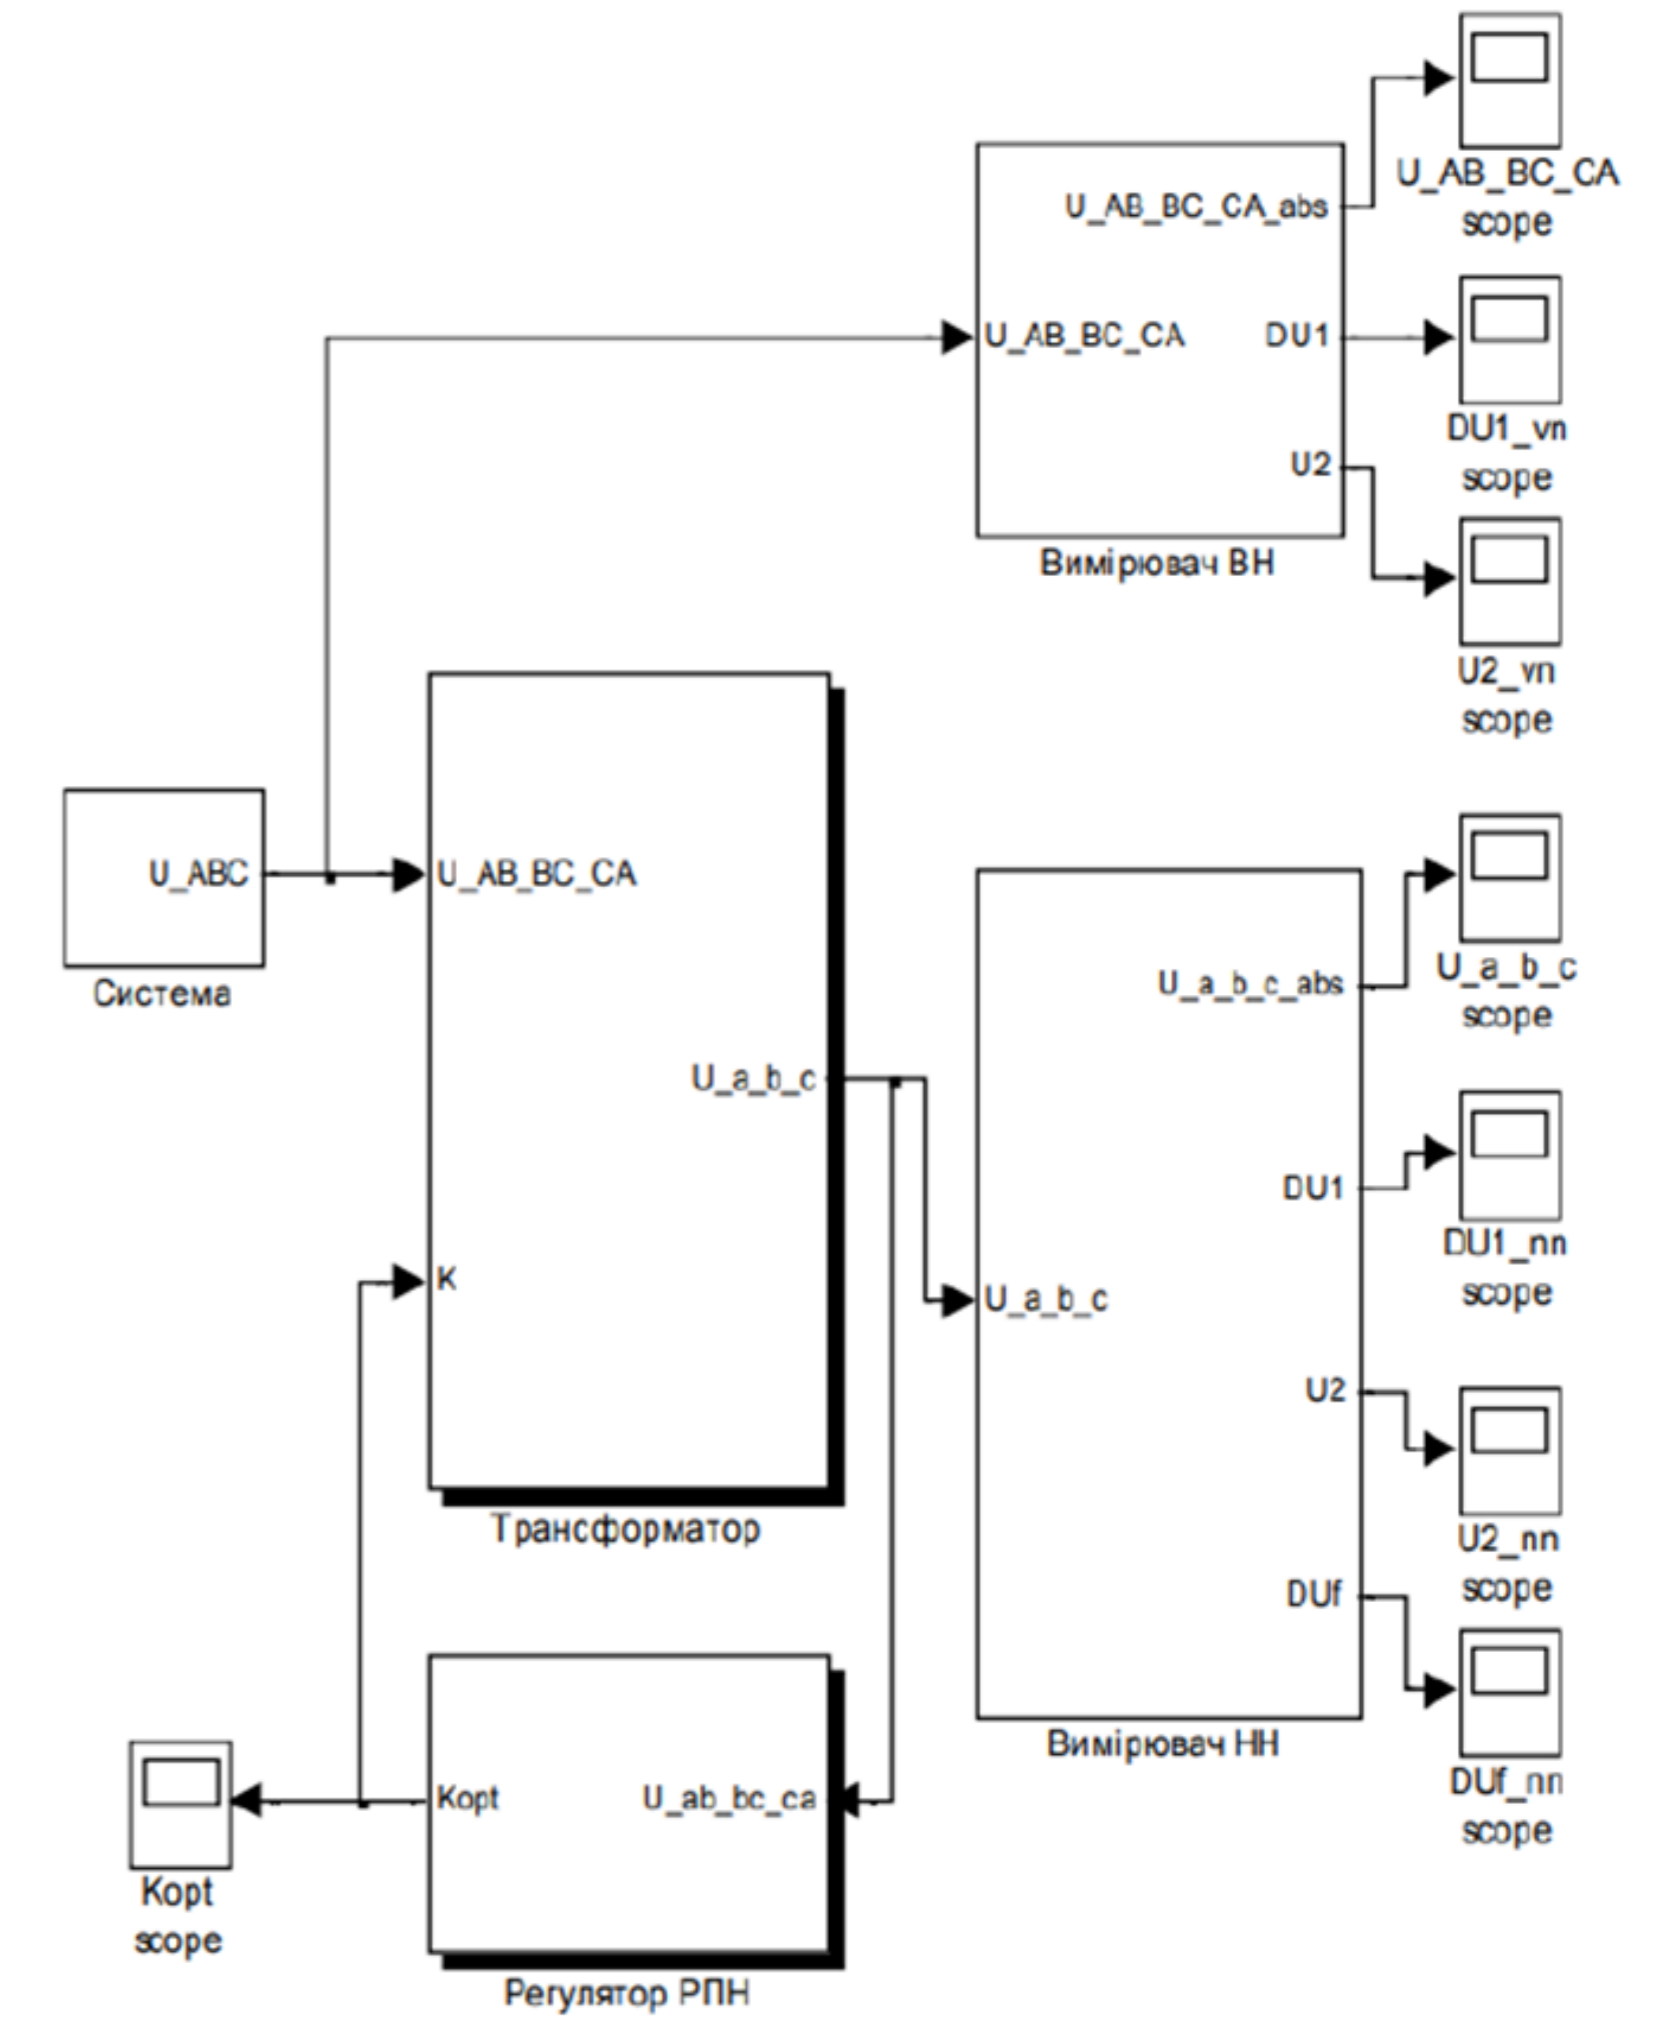 U_AB_BC_CA
scope
U_AB_BC_CA_abs
U_AB_BC_CA
DU1
U2
Вимірювач ВН
DU1_vn
scope
U2_vn
scope
U_ABC
Система
U_AB_BC_CA
U_a_b_c
K
Трансформатор
U_a_b_c_abs
U_a_b_c
DU1
U2
DUf
Вимірювач НН
U_a_b_c
scope
DU1_nn
scope
U2_nn
scope
DUf_nn
scope
Kopt
U_ab_bc_ca
Регулятор РПН
Kopt
scope